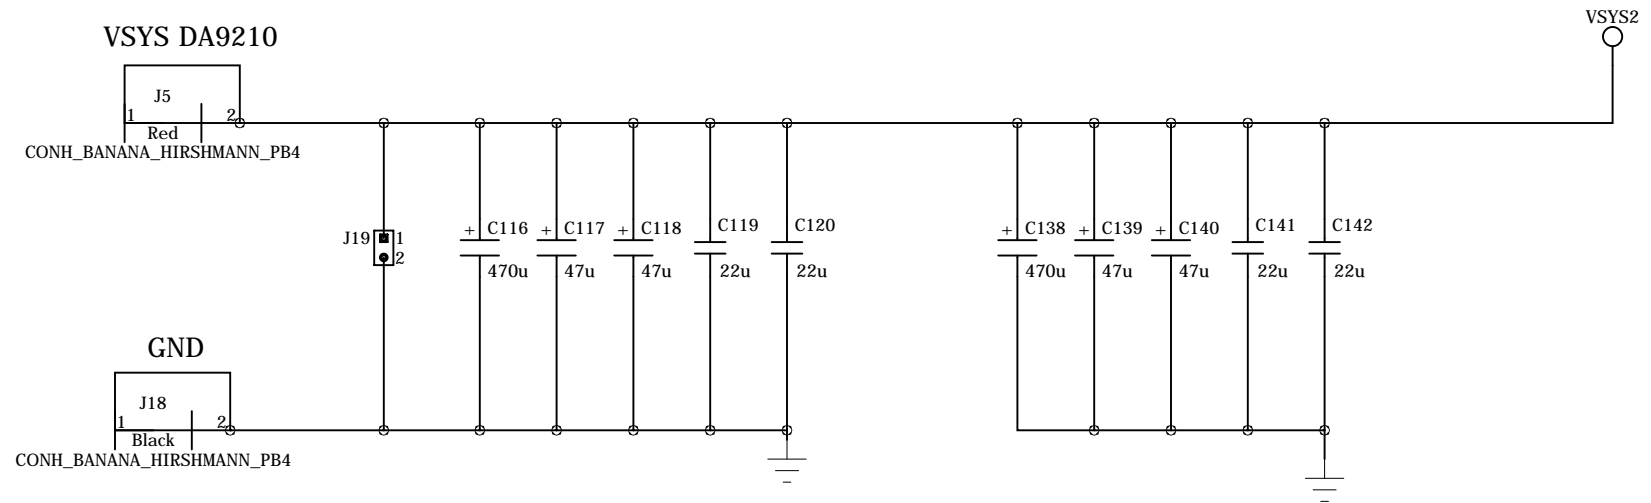 VSYS2
VSYS DA9210
J5
1 2
Red
CONH_BANANA_HIRSHMANN_PB4
J19 1
2
+ C116
470u
+ C117
47u
+ C118
47u
C119
22u
C120
22u
+ C138
470u
+ C139
47u
+ C140
47u
C141
22u
C142
22u
GND
J18
1 2
Black
CONH_BANANA_HIRSHMANN_PB4